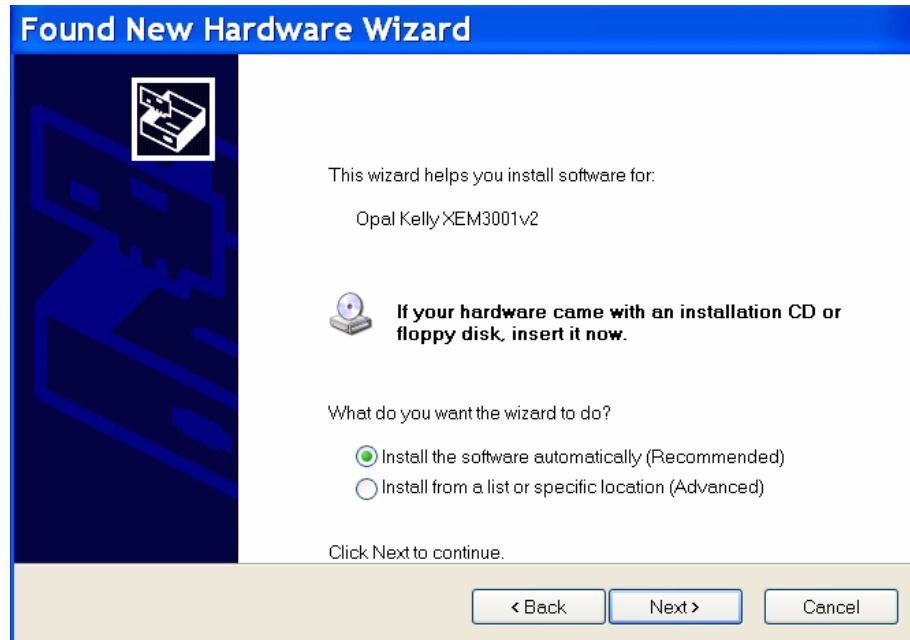 Found New Hardware Wizard
This wizard helps you install software for:
Opal Kelly XEM3001v2
If your hardware came with an installation CD or
floppy disk, insert it now.
What do you want the wizard to do?
Install the software automatically (Recommended)
Install from a list or specific location (Advanced)
Click Next to continue.
< Back
Next >
Cancel